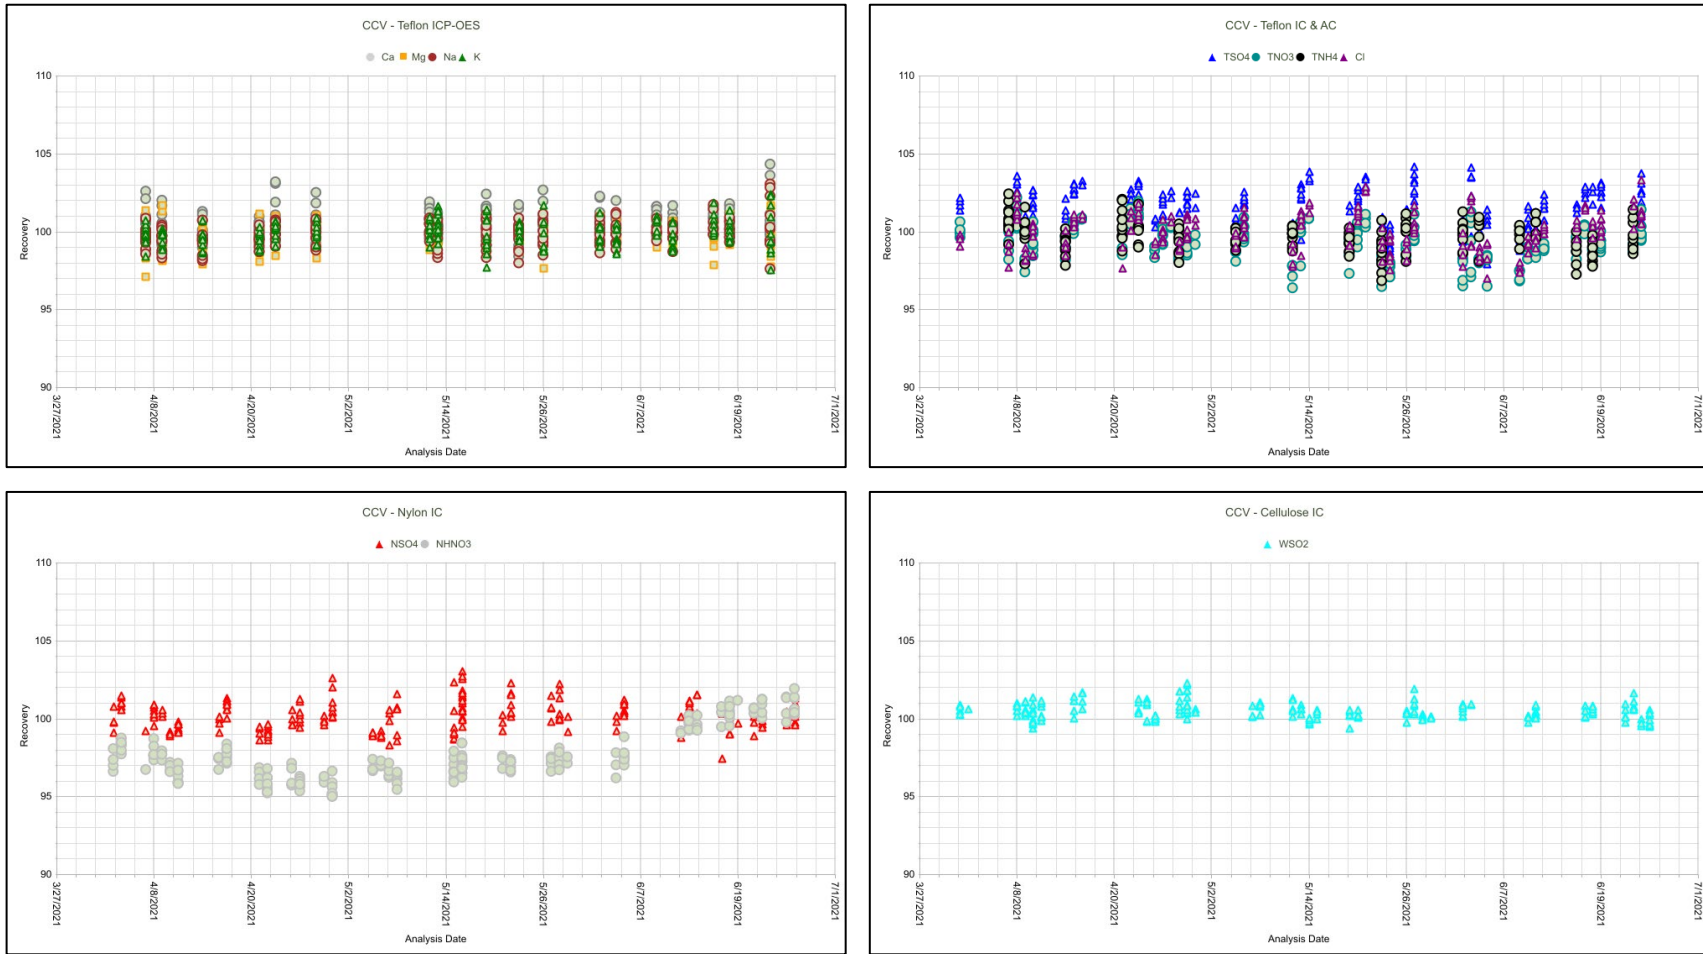 CCV - Teflon ICP-OES
Ca Mg Na K
110
105
100
95
90
Recovery
3/27/2021 4/8/2021 4/20/2021 5/2/2021 5/14/2021 5/26/2021 6/7/2021 6/19/2021 7/1/2021
Analysis Date
CCV - Teflon IC & AC
TSO4 TNO3 TNH4 Cl
110
105
100
95
90
Recovery
3/27/2021 4/8/2021 4/20/2021 5/2/2021 5/14/2021 5/26/2021 6/7/2021 6/19/2021 7/1/2021
Analysis Date
CCV - Nylon IC
NSO4 NHNO3
110
105
100
95
90
Recovery
3/27/2021 4/8/2021 4/20/2021 5/2/2021 5/14/2021 5/26/2021 6/7/2021 6/19/2021 7/1/2021
Analysis Date
CCV - Cellulose IC
WSO2
110
105
100
95
90
Recovery
3/27/2021 4/8/2021 4/20/2021 5/2/2021 5/14/2021 5/26/2021 6/7/2021 6/19/2021 7/1/2021
Analysis Date